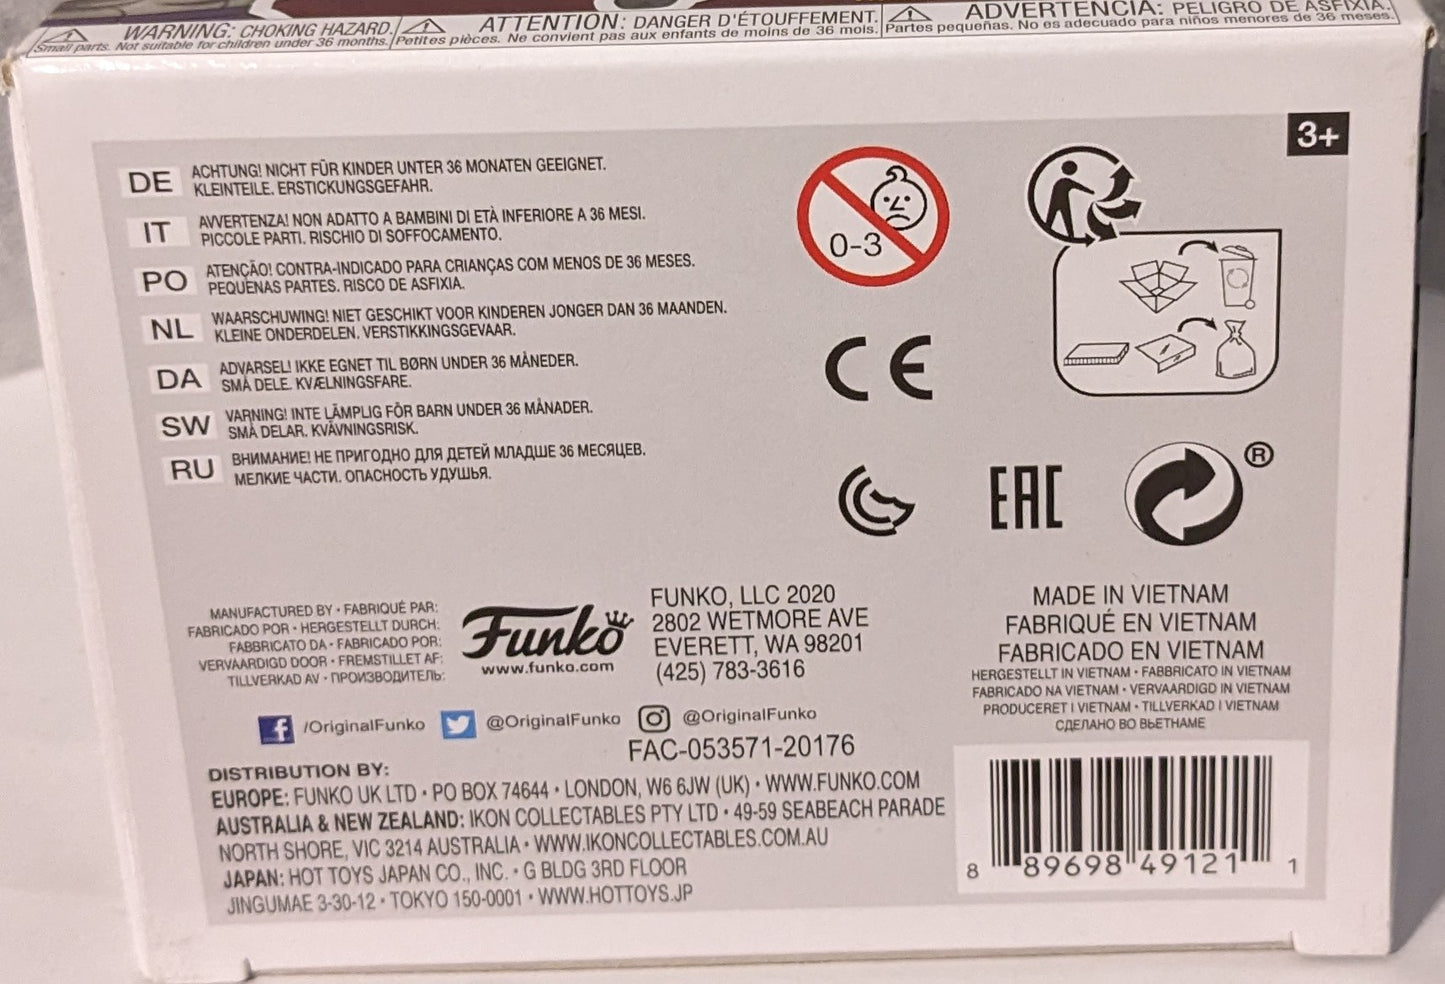 WARNING: CHOKING HAZARD.
Small parts. Not suitable for children under 36 months.
ATTENTION: DANGER D'ÉTOUFFEMENT.
Petites pièces. Ne convient pas aux enfants de moins de 36 mois.
ADVERTENCIA: PELIGRO DE ASFIXIA.
Partes pequeñas. No es adecuado para niños menores de 36 meses.
3+
DE
ACHTUNG! NICHT FÜR KINDER UNTER 36 MONATEN GEEIGNET.
KLEINTEILE. ERSTICKUNGSGEFAHR.
IT
AVVERTENZA! NON ADATTO A BAMBINI DI ETÀ INFERIORE A 36 MESI.
PICCOLE PARTI. RISCHIO DI SOFFOCAMENTO.
PO
ATENÇÃO! CONTRA-INDICADO PARA CRIANÇAS COM MENOS DE 36 MESES.
PEQUENAS PARTES. RISCO DE ASFIXIA.
NL
WAARSCHUWING! NIET GESCHIKT VOOR KINDEREN JONGER DAN 36 MAANDEN.
KLEINE ONDERDELEN. VERSTIKKINGSGEVAAR.
DA
ADVARSEL! IKKE EGNET TIL BØRN UNDER 36 MÅNEDER.
SMÅ DELE. KVÆLNINGSFARE.
SW
VARNING! INTE LÄMPLIG FÖR BARN UNDER 36 MÅNADER.
SMÅ DELAR. KVÄVNINGSRISK.
RU
ВНИМАНИЕ! НЕ ПРИГОДНО ДЛЯ ДЕТЕЙ МЛАДШЕ 36 МЕСЯЦЕВ.
МЕЛКИЕ ЧАСТИ. ОПАСНОСТЬ УДУШЬЯ.
0-3
CE
EAC
®
MANUFACTURED BY • FABRIQUÉ PAR:
FABRICADO POR • HERGESTELLT DURCH:
FABBRICATO DA • FABRICADO POR:
VERVAARDIGD DOOR • FREMSTILLET AF:
TILLVERKAD AV • ПРОИЗВОДИТЕЛЬ:
Funko
www.funko.com
FUNKO, LLC 2020
2802 WETMORE AVE
EVERETT, WA 98201
(425) 783-3616
MADE IN VIETNAM
FABRIQUÉ EN VIETNAM
FABRICADO EN VIETNAM
HERGESTELLT IN VIETNAM • FABBRICATO IN VIETNAM
FABRICADO NA VIETNAM • VERVAARDIGD IN VIETNAM
PRODUCERET I VIETNAM • TILLVERKAD I VIETNAM
СДЕЛАНО ВО ВЬЕТНАМЕ
/OriginalFunko @OriginalFunko @OriginalFunko
FAC-053571-20176
DISTRIBUTION BY:
EUROPE: FUNKO UK LTD • PO BOX 74644 • LONDON, W6 6JW (UK) • WWW.FUNKO.COM
AUSTRALIA & NEW ZEALAND: IKON COLLECTABLES PTY LTD • 49-59 SEABEACH PARADE
NORTH SHORE, VIC 3214 AUSTRALIA • WWW.IKONCOLLECTABLES.COM.AU
JAPAN: HOT TOYS JAPAN CO., INC. • G BLDG 3RD FLOOR
JINGUMAE 3-30-12 • TOKYO 150-0001 • WWW.HOTTOYS.JP
8 89698 49121 1